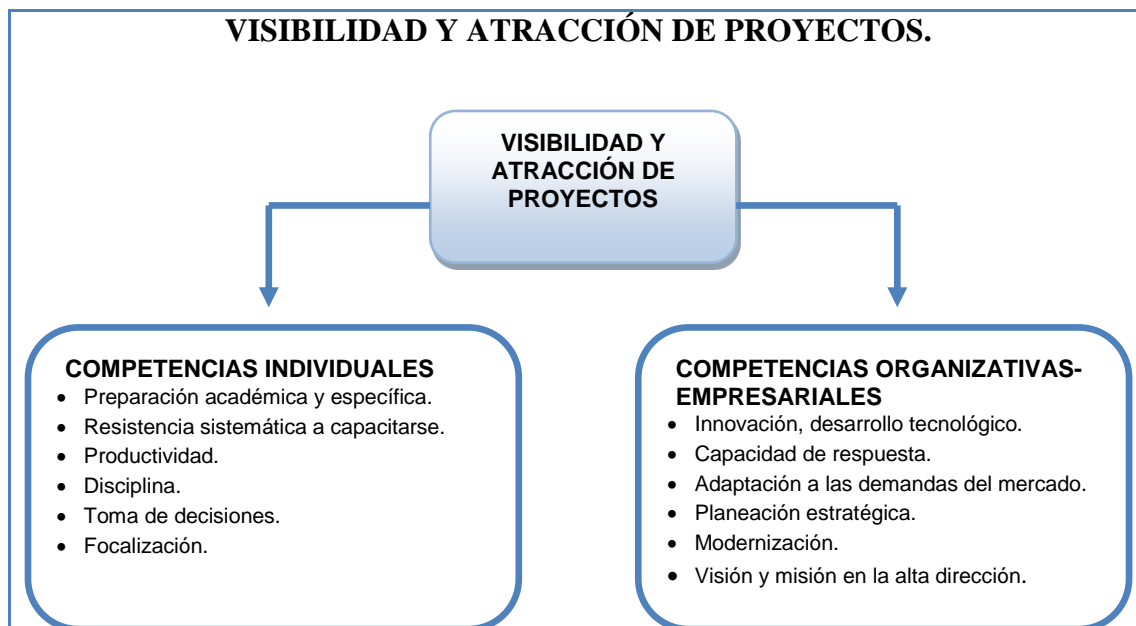 VISIBILIDAD Y ATRACCIÓN DE PROYECTOS.
VISIBILIDAD Y
ATRACCIÓN DE
PROYECTOS
COMPETENCIAS INDIVIDUALES
• Preparación académica y específica.
• Resistencia sistemática a capacitarse.
• Productividad.
• Disciplina.
• Toma de decisiones.
• Focalización.
COMPETENCIAS ORGANIZATIVAS-
EMPRESARIALES
• Innovación, desarrollo tecnológico.
• Capacidad de respuesta.
• Adaptación a las demandas del mercado.
• Planeación estratégica.
• Modernización.
• Visión y misión en la alta dirección.